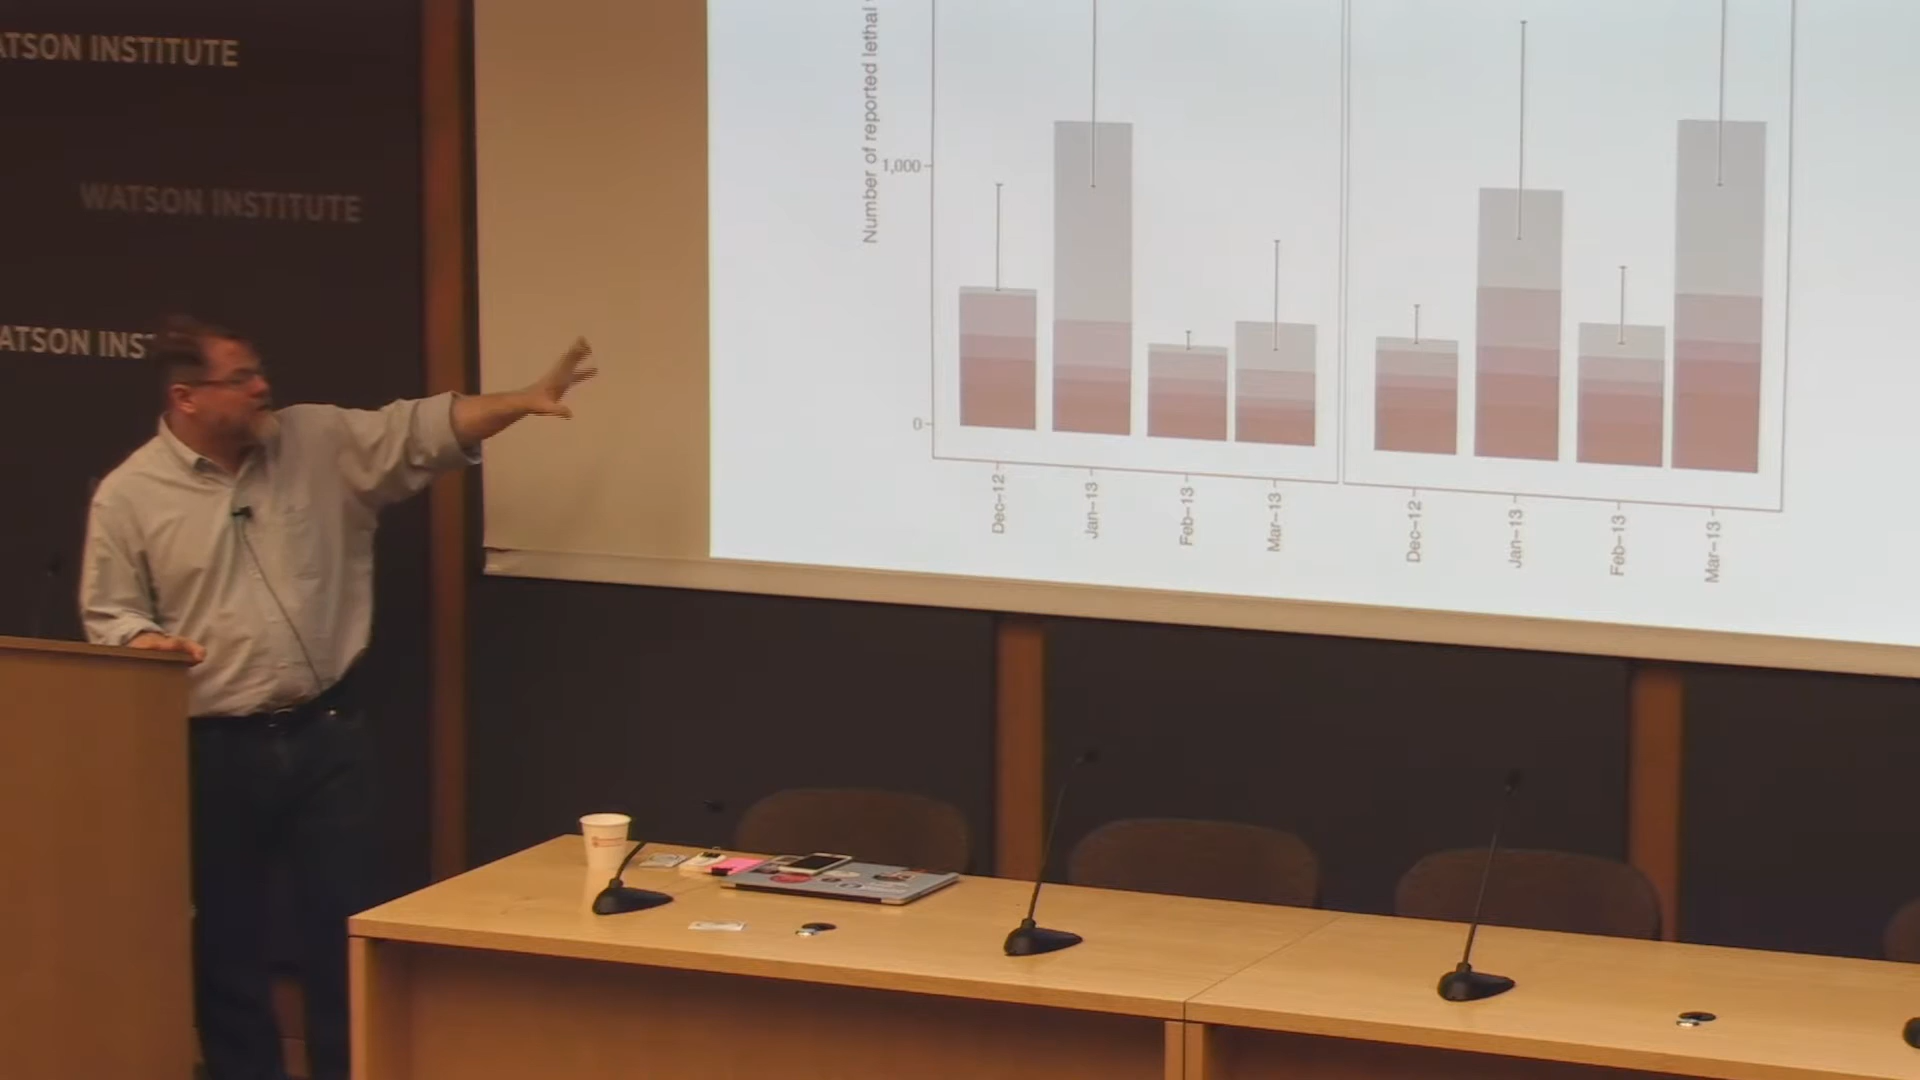 ATSON INSTITUTE
WATSON INSTITUTE
ATSON INST
Number of reported lethal
1,000
0
Dec–12
Jan–13
Feb–13
Mar–13
Dec–12
Jan–13
Feb–13
Mar–13